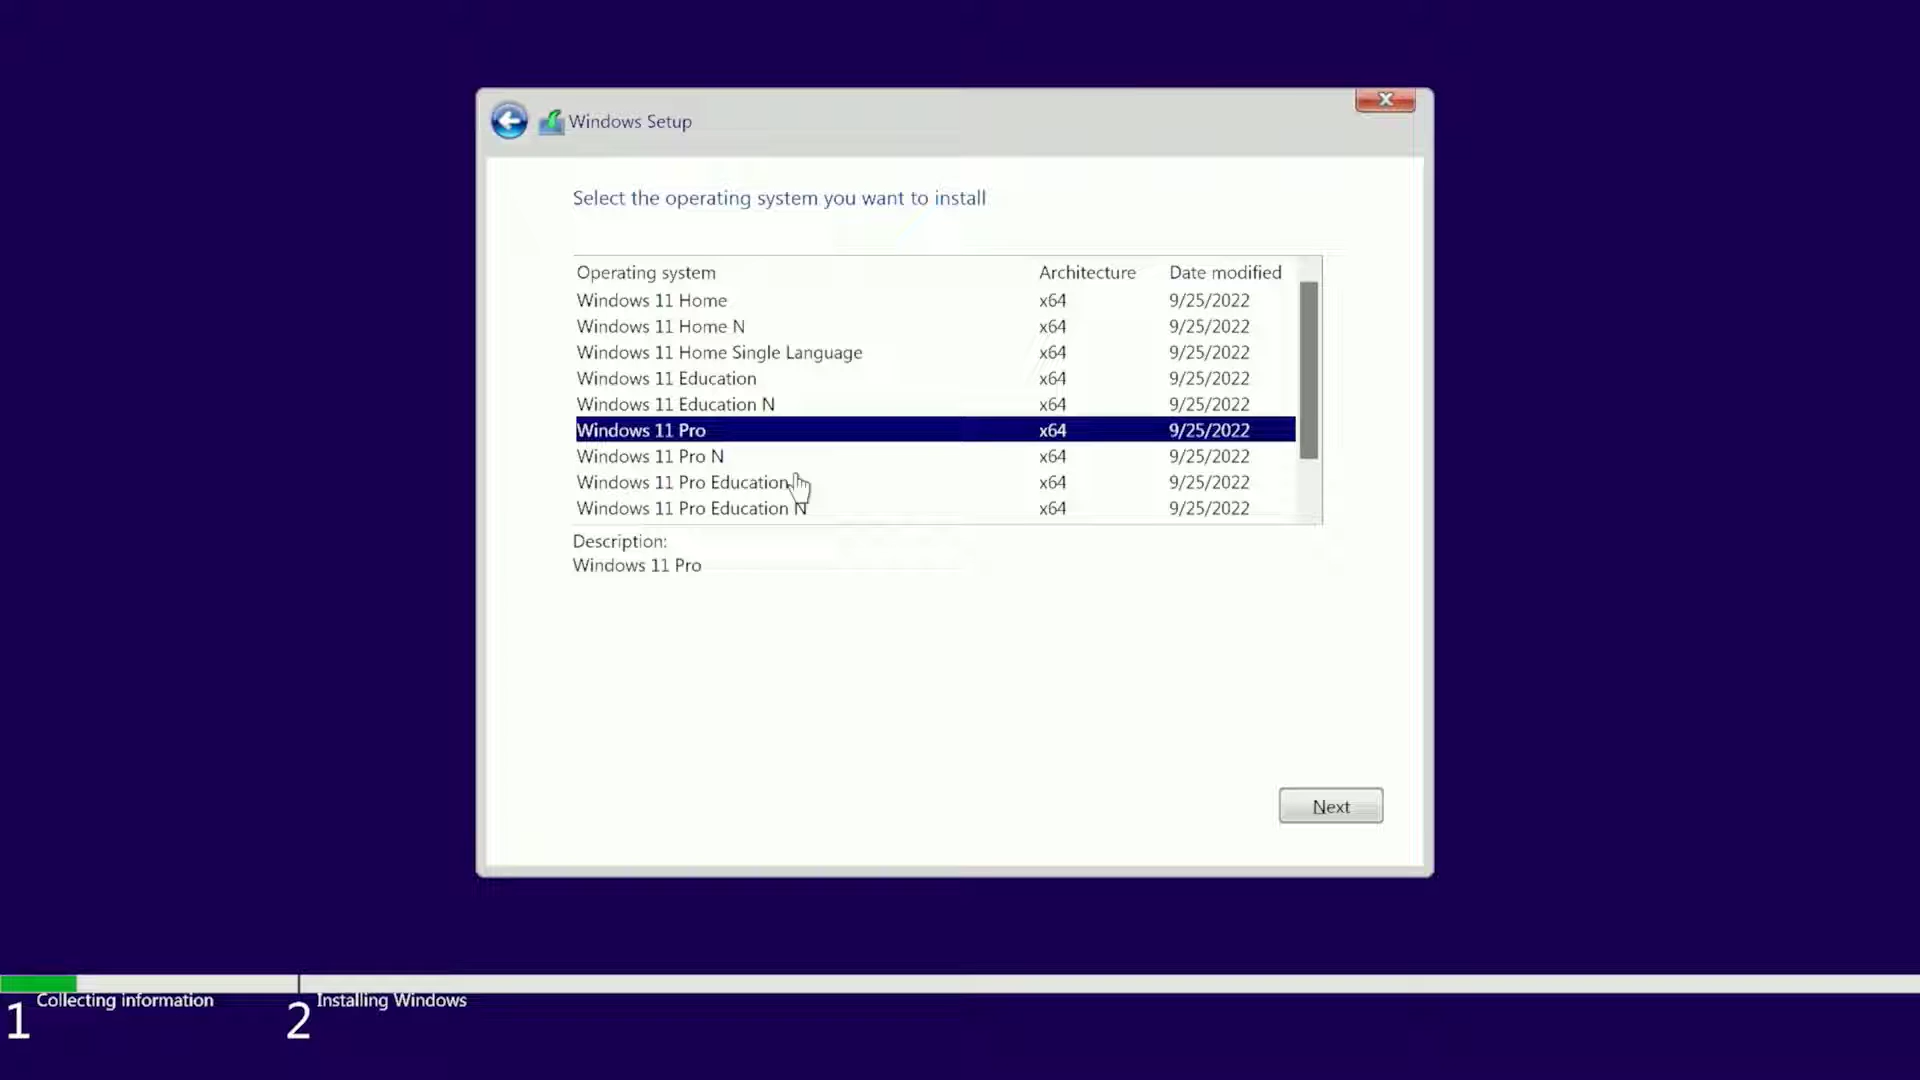 Windows Setup
Select the operating system you want to install
Operating system Architecture Date modified
Windows 11 Home x64 9/25/2022
Windows 11 Home N x64 9/25/2022
Windows 11 Home Single Language x64 9/25/2022
Windows 11 Education x64 9/25/2022
Windows 11 Education N x64 9/25/2022
Windows 11 Pro x64 9/25/2022
Windows 11 Pro N x64 9/25/2022
Windows 11 Pro Education x64 9/25/2022
Windows 11 Pro Education N x64 9/25/2022
Description:
Windows 11 Pro
Next
1 Collecting information
2 Installing Windows